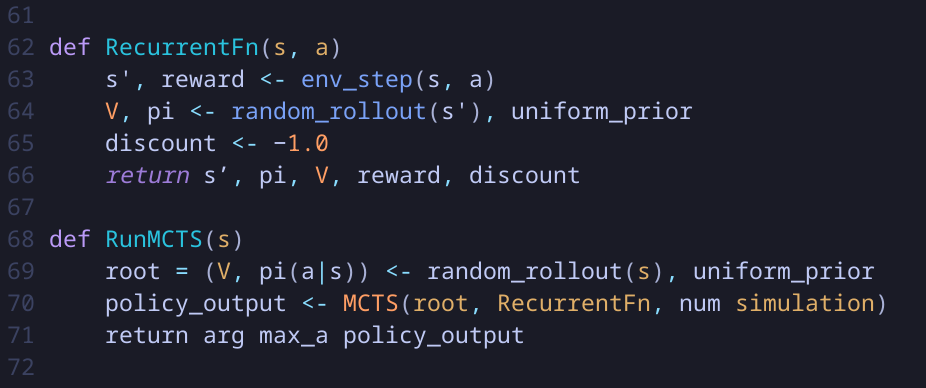 61
62 def RecurrentFn(s, a)
63     s', reward <- env_step(s, a)
64     V, pi <- random_rollout(s'), uniform_prior
65     discount <- −1.0
66     return s’, pi, V, reward, discount
67
68 def RunMCTS(s)
69     root = (V, pi(a|s)) <- random_rollout(s), uniform_prior
70     policy_output <- MCTS(root, RecurrentFn, num simulation)
71     return arg max_a policy_output
72